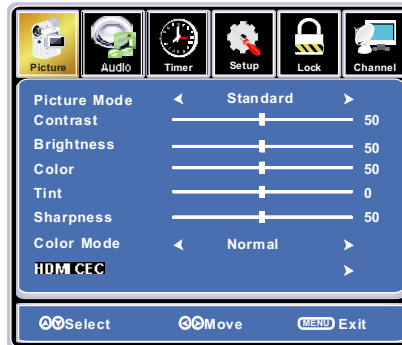 Picture Audio Timer Setup Lock Channel
Picture Mode Standard
Contrast 50
Brightness 50
Color 50
Tint 0
Sharpness 50
Color Mode Normal
HDMI CEC
Select Move MENU Exit